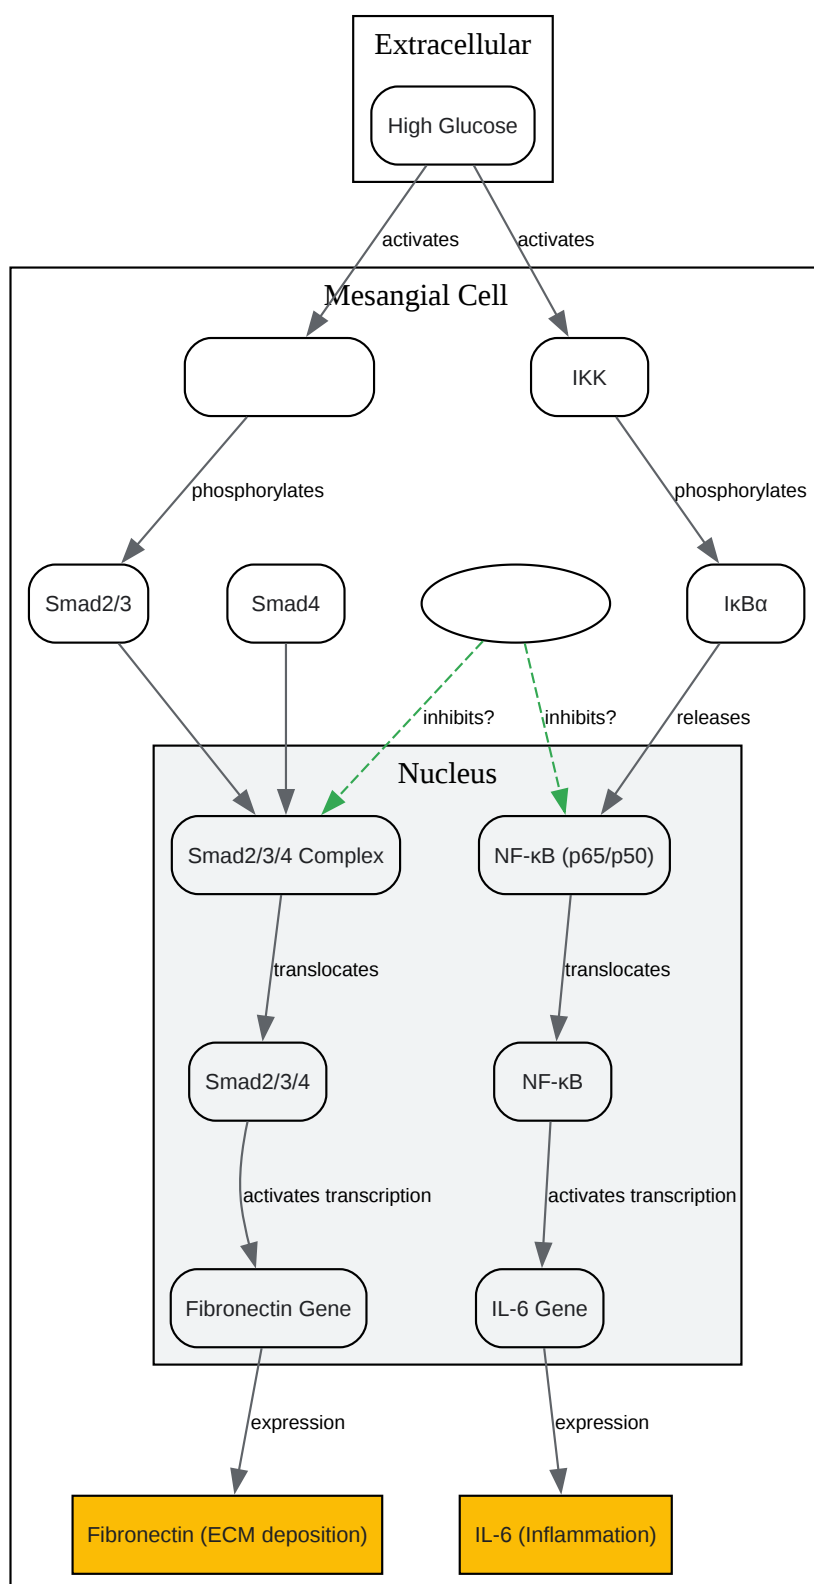 Extracellular
High Glucose
activates
activates
Mesangial Cell
IKK
phosphorylates
phosphorylates
Smad2/3
Smad4
IκBα
inhibits?
inhibits?
releases
Nucleus
Smad2/3/4 Complex
NF-κB (p65/p50)
translocates
translocates
Smad2/3/4
NF-κB
activates transcription
activates transcription
Fibronectin Gene
IL-6 Gene
expression
expression
Fibronectin (ECM deposition)
IL-6 (Inflammation)